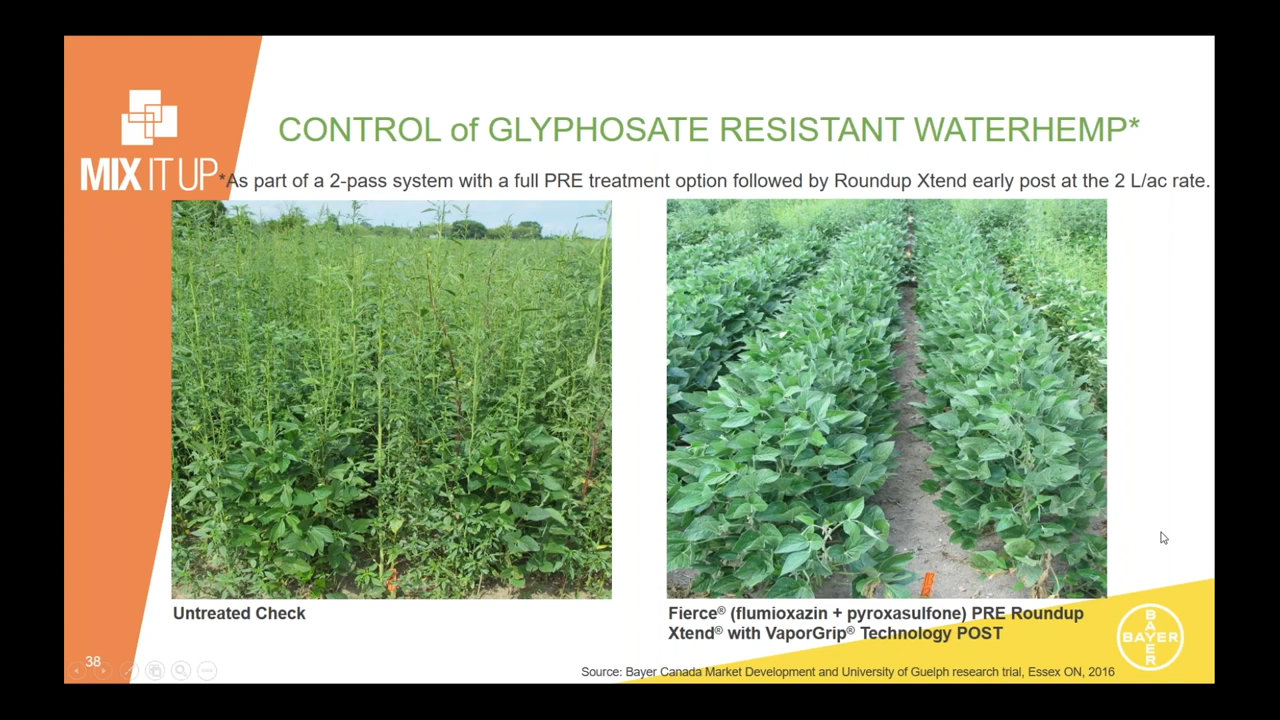 MIX IT UP
CONTROL of GLYPHOSATE RESISTANT WATERHEMP*
*As part of a 2-pass system with a full PRE treatment option followed by Roundup Xtend early post at the 2 L/ac rate.
Untreated Check
Fierce® (flumioxazin + pyroxasulfone) PRE Roundup
Xtend® with VaporGrip® Technology POST
BAYER
BAYER
38
Source: Bayer Canada Market Development and University of Guelph research trial, Essex ON, 2016